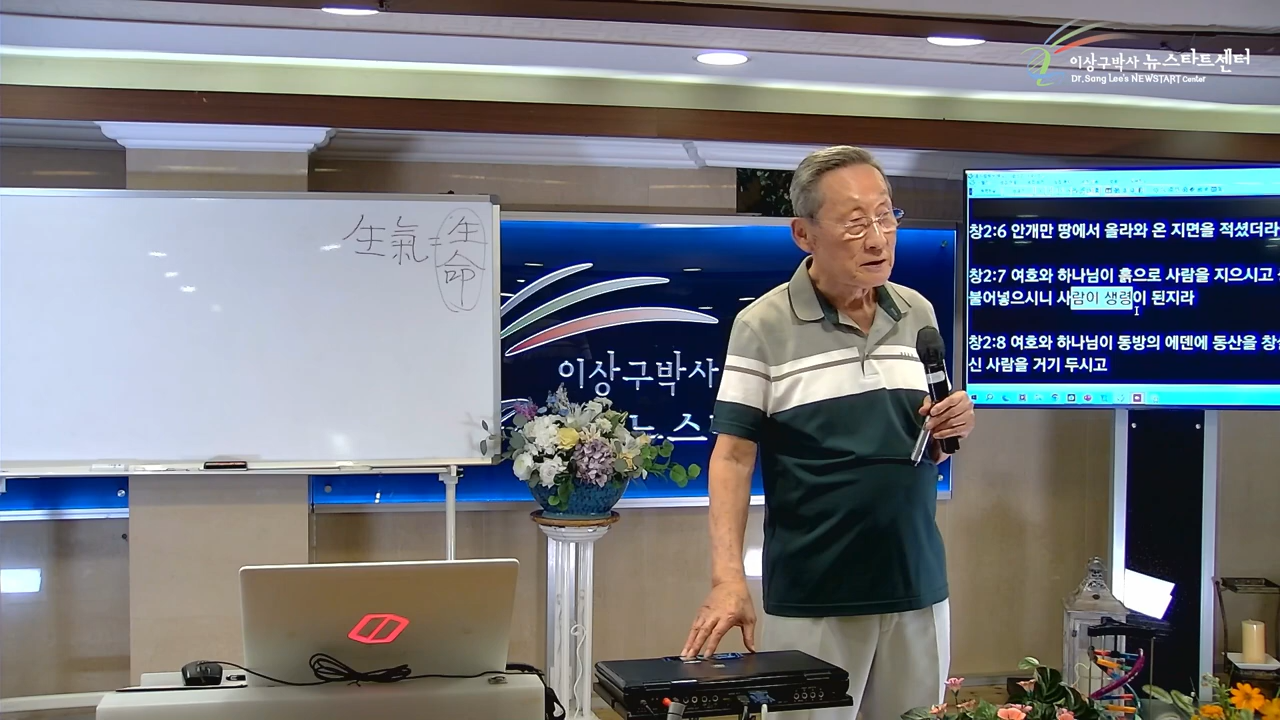 이상구박사 뉴스타트센터
Dr. Sang Lee's NEWSTART Center
生氣=生命
이상구박사
뉴스
창2:6 안개만 땅에서 올라와 온 지면을 적셨더라
창2:7 여호와 하나님이 흙으로 사람을 지으시고
불어넣으시니 사람이 생령이 된지라
창2:8 여호와 하나님이 동방의 에덴에 동산을
신 사람을 거기 두시고